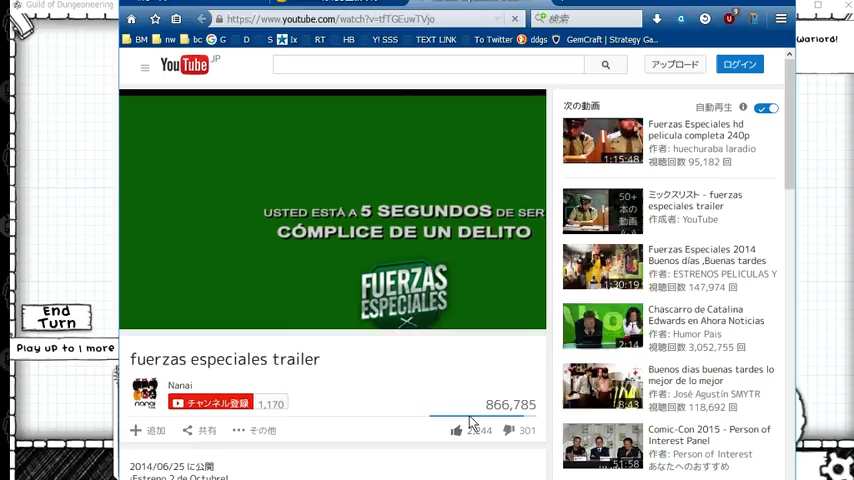 Guild of Dungeoneering
https://www.youtube.com/watch?v=tfTGEuwTVjo
検索
9
BM nw bc G D S Ix RT HB Y! SSS TEXT LINK To Twitter ddgs GemCraft | Strategy Ga...
Warlord!
YouTube JP
アップロード
ログイン
USTED ESTÁ A 5 SEGUNDOS DE SER
CÓMPLICE DE UN DELITO
FUERZAS
ESPECIALES
End
Turn
Play up to 1 more
fuerzas especiales trailer
Nanai
nanai
チャンネル登録 1,170
866,785
追加 共有 その他
301
2014/06/25 に公開
¡Estreno 2 de Octubre!
次の動画
自動再生
Fuerzas Especiales hd
pelicula completa 240p
作者: huechuraba laradio
視聴回数 95,182 回
1:15:48
ミックスリスト - fuerzas
especiales trailer
作成者: YouTube
50+
本の
動画
Fuerzas Especiales 2014
Buenos días ,Buenas tardes
作者: ESTRENOS PELICULAS Y
視聴回数 147,974 回
1:30:19
Chascarro de Catalina
Edwards en Ahora Noticias
作者: Humor Pais
視聴回数 3,052,755 回
2:14
Buenos dias buenas tardes lo
mejor de lo mejor
作者: José Agustín SMYTR
視聴回数 118,692 回
8:43
Comic-Con 2015 - Person of
Interest Panel
作者: Person of Interest
あなたへのおすすめ
51:58